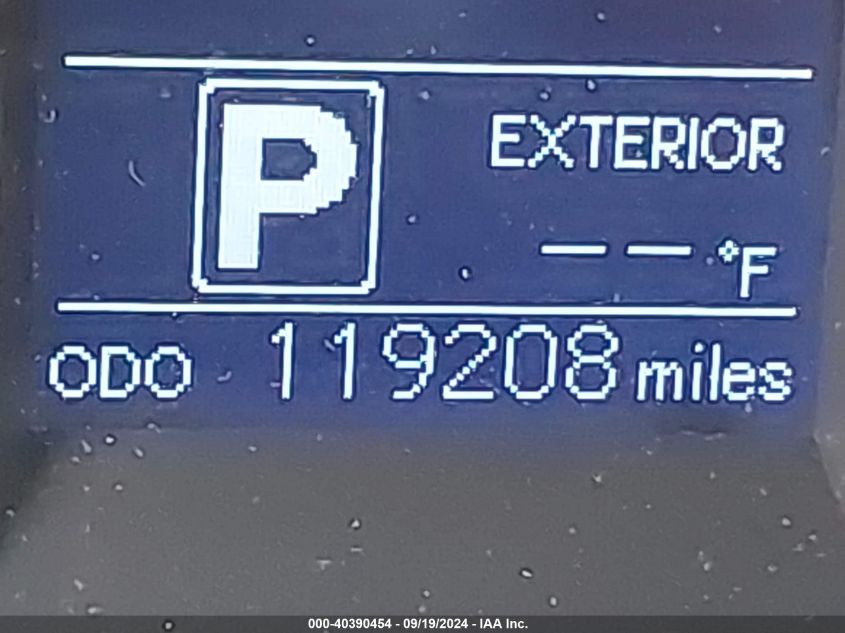 P
EXTERIOR
-- °F
ODO 119208 miles
000-40390454 - 09/19/2024 - IAA Inc.